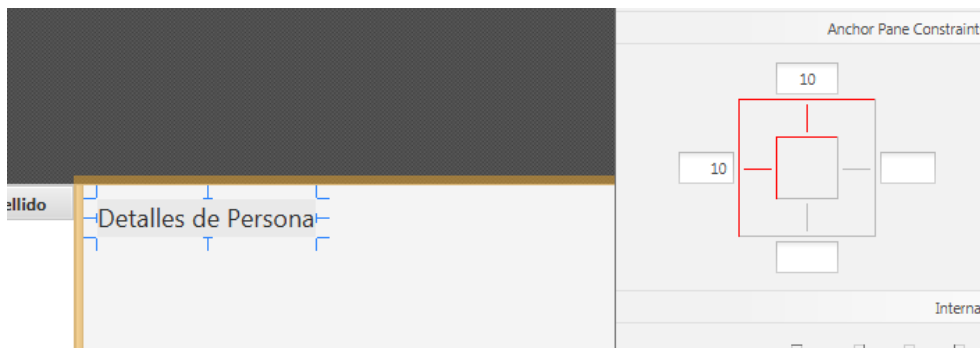 Anchor Pane Constraint
10
10
ellido
Detalles de Persona
Interna